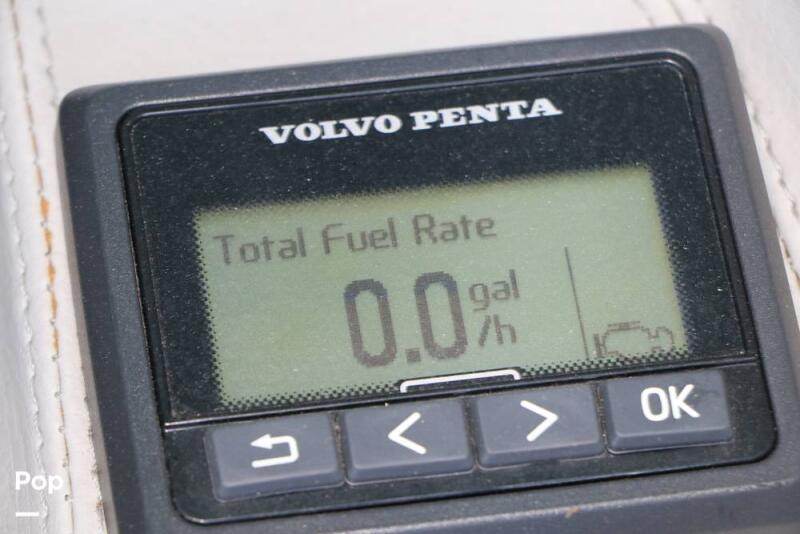 VOLVO PENTA
Total Fuel Rate
0.0 gal
/h
< > OK
Pop